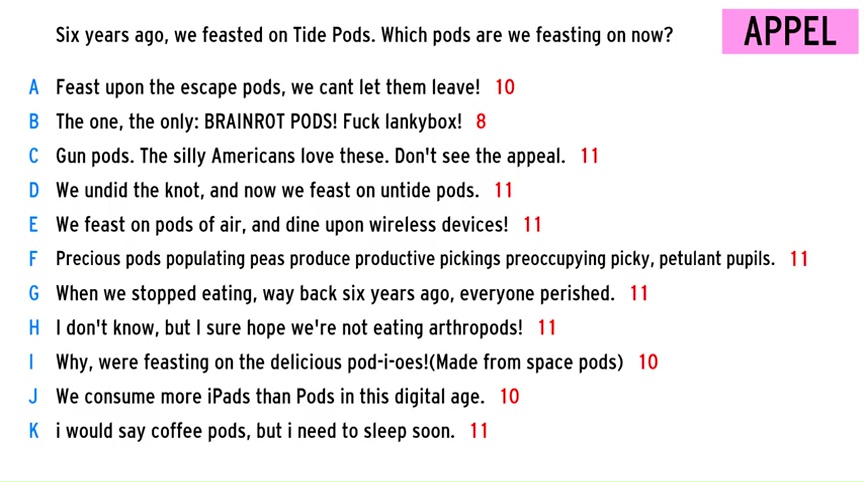 Six years ago, we feasted on Tide Pods. Which pods are we feasting on now?
APPEL
A Feast upon the escape pods, we cant let them leave! 10
B The one, the only: BRAINROT PODS! Fuck lankybox! 8
C Gun pods. The silly Americans love these. Don't see the appeal. 11
D We undid the knot, and now we feast on untide pods. 11
E We feast on pods of air, and dine upon wireless devices! 11
F Precious pods populating peas produce productive pickings preoccupying picky, petulant pupils. 11
G When we stopped eating, way back six years ago, everyone perished. 11
H I don't know, but I sure hope we're not eating arthropods! 11
I Why, were feasting on the delicious pod-i-oes!(Made from space pods) 10
J We consume more iPads than Pods in this digital age. 10
K i would say coffee pods, but i need to sleep soon. 11